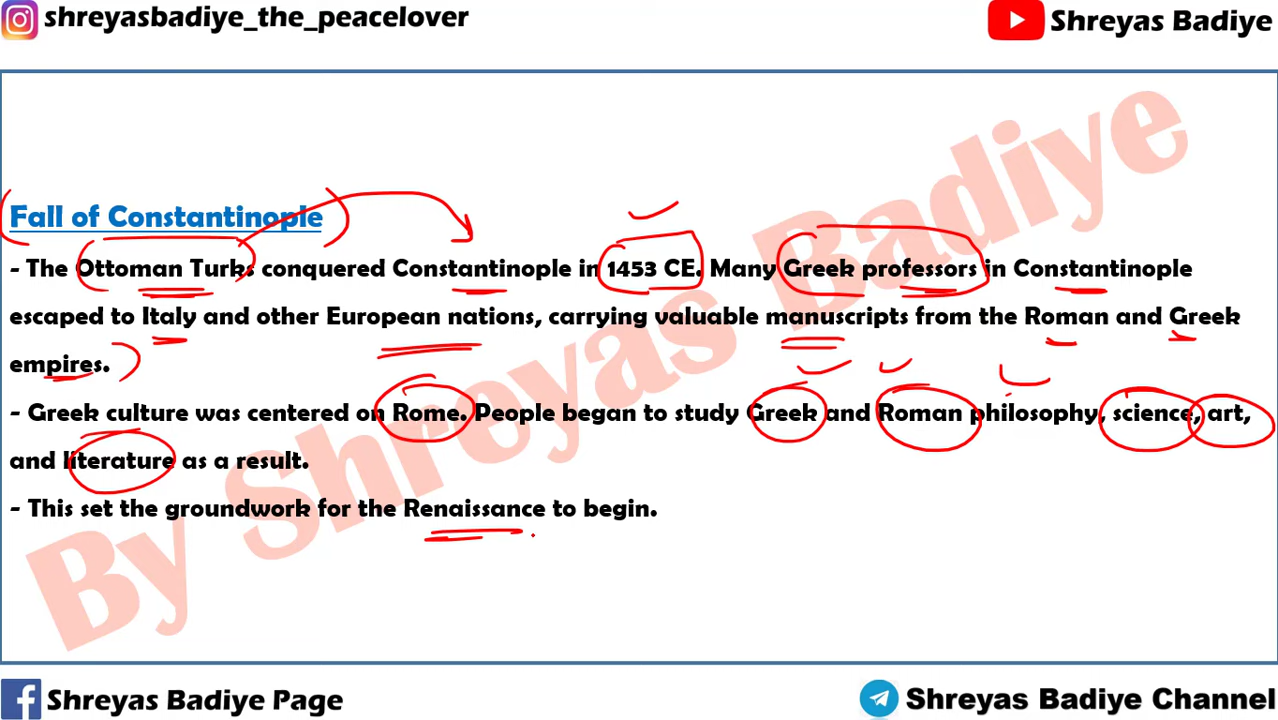 shreyasbadiye_the_peacelover
Shreyas Badiye
Fall of Constantinople
- The Ottoman Turks conquered Constantinople in 1453 CE. Many Greek professors in Constantinople
escaped to Italy and other European nations, carrying valuable manuscripts from the Roman and Greek
empires.
- Greek culture was centered on Rome. People began to study Greek and Roman philosophy, science, art,
and literature as a result.
- This set the groundwork for the Renaissance to begin.
By Shreyas Badiye
Shreyas Badiye Page
Shreyas Badiye Channel